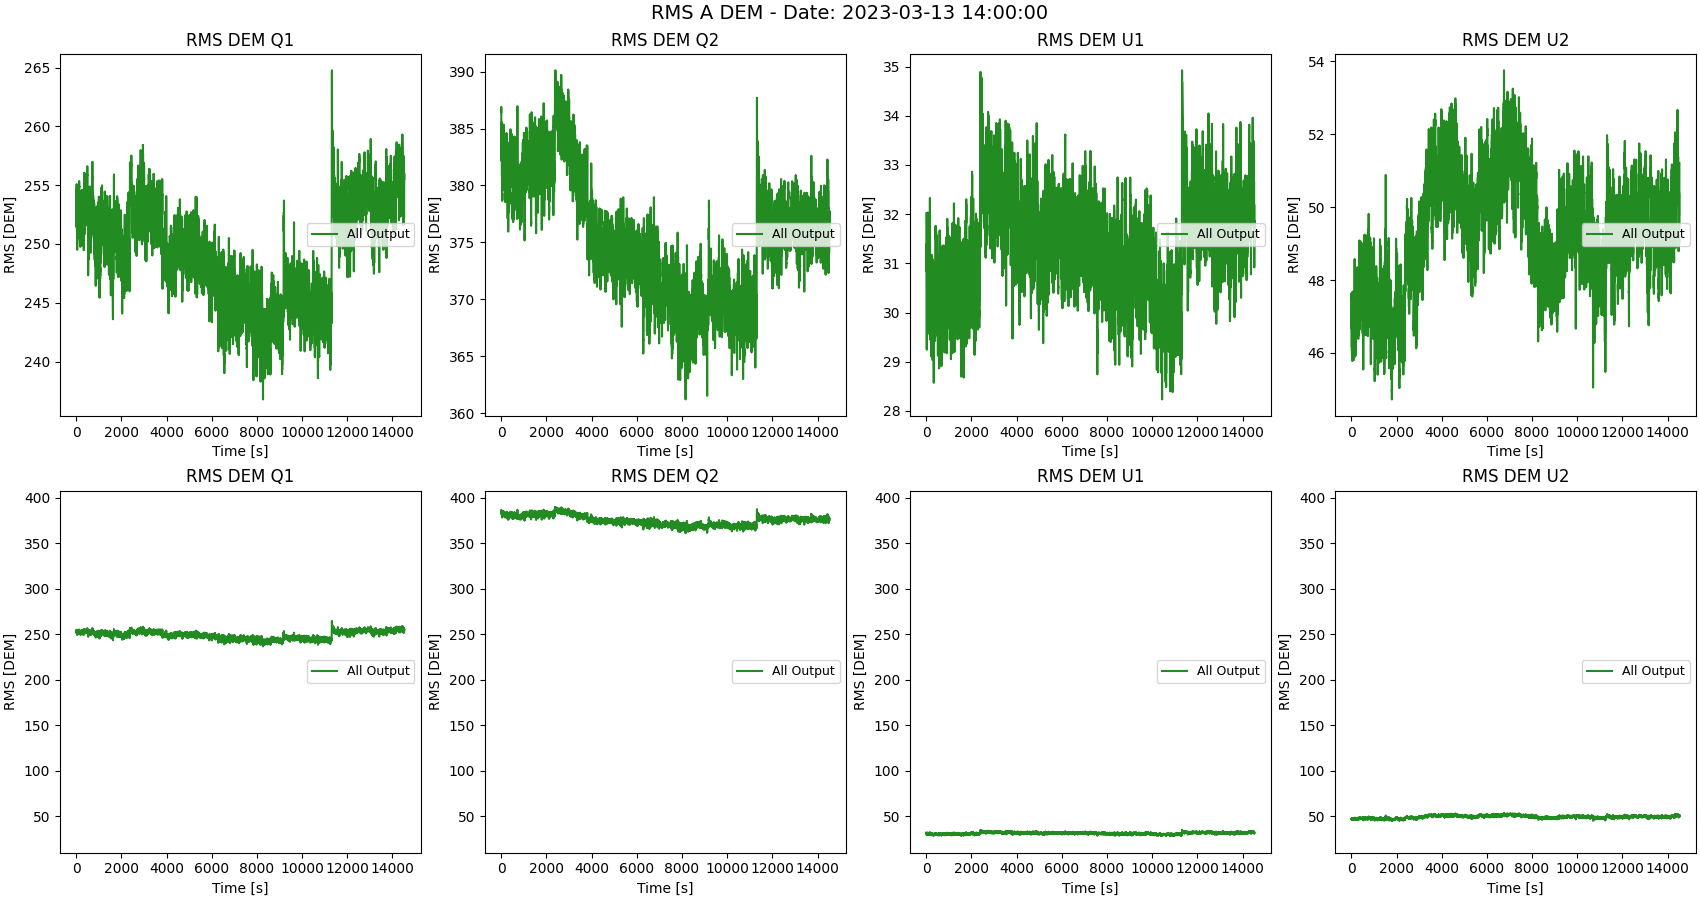 RMS A DEM - Date: 2023-03-13 14:00:00
RMS DEM Q1
RMS [DEM]
265
260
255
250
245
240
All Output
0 2000 4000 6000 8000 10000 12000 14000
Time [s]
RMS DEM Q2
RMS [DEM]
390
385
380
375
370
365
360
All Output
0 2000 4000 6000 8000 10000 12000 14000
Time [s]
RMS DEM U1
RMS [DEM]
35
34
33
32
31
30
29
28
All Output
0 2000 4000 6000 8000 10000 12000 14000
Time [s]
RMS DEM U2
RMS [DEM]
54
52
50
48
46
All Output
0 2000 4000 6000 8000 10000 12000 14000
Time [s]
RMS DEM Q1
RMS [DEM]
400
350
300
250
200
150
100
50
All Output
0 2000 4000 6000 8000 10000 12000 14000
Time [s]
RMS DEM Q2
RMS [DEM]
400
350
300
250
200
150
100
50
All Output
0 2000 4000 6000 8000 10000 12000 14000
Time [s]
RMS DEM U1
RMS [DEM]
400
350
300
250
200
150
100
50
All Output
0 2000 4000 6000 8000 10000 12000 14000
Time [s]
RMS DEM U2
RMS [DEM]
400
350
300
250
200
150
100
50
All Output
0 2000 4000 6000 8000 10000 12000 14000
Time [s]